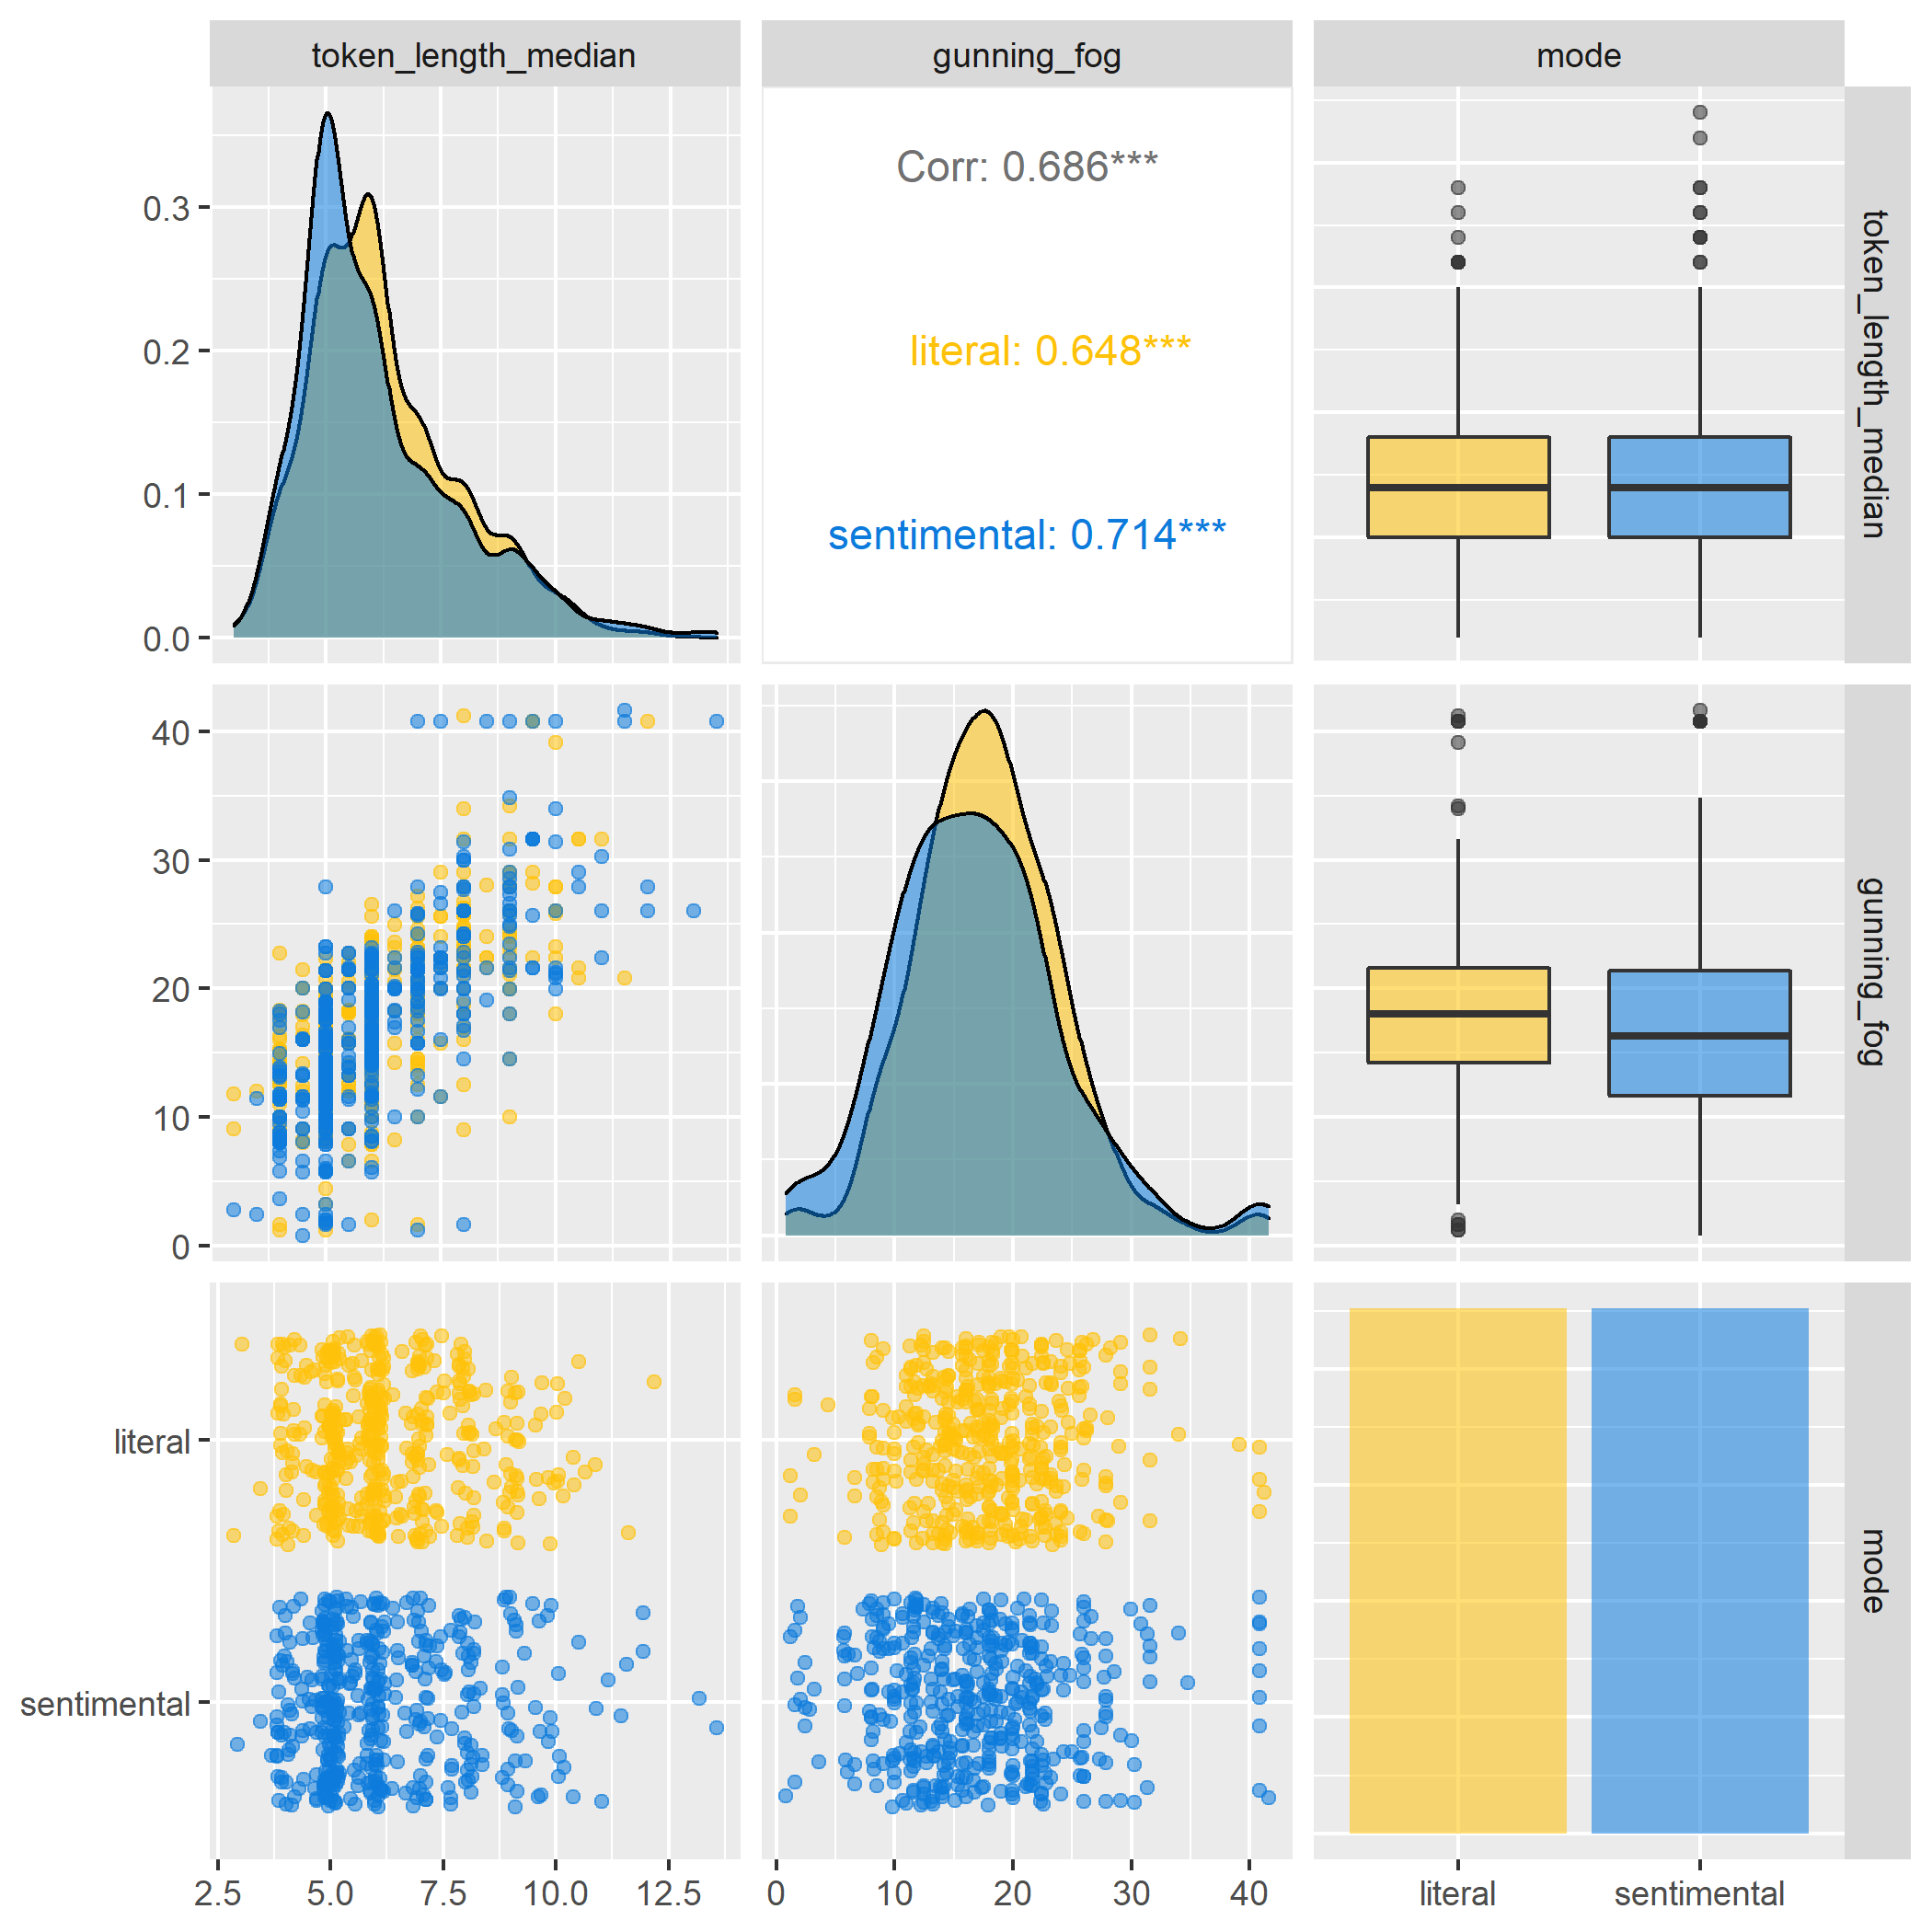 token_length_median
gunning_fog
mode
0.3
0.2
0.1
0.0
Corr: 0.686***
literal: 0.648***
sentimental: 0.714***
token_length_median
40
30
20
10
0
gunning_fog
literal
sentimental
mode
2.5 5.0 7.5 10.0 12.5
0 10 20 30 40
literal sentimental